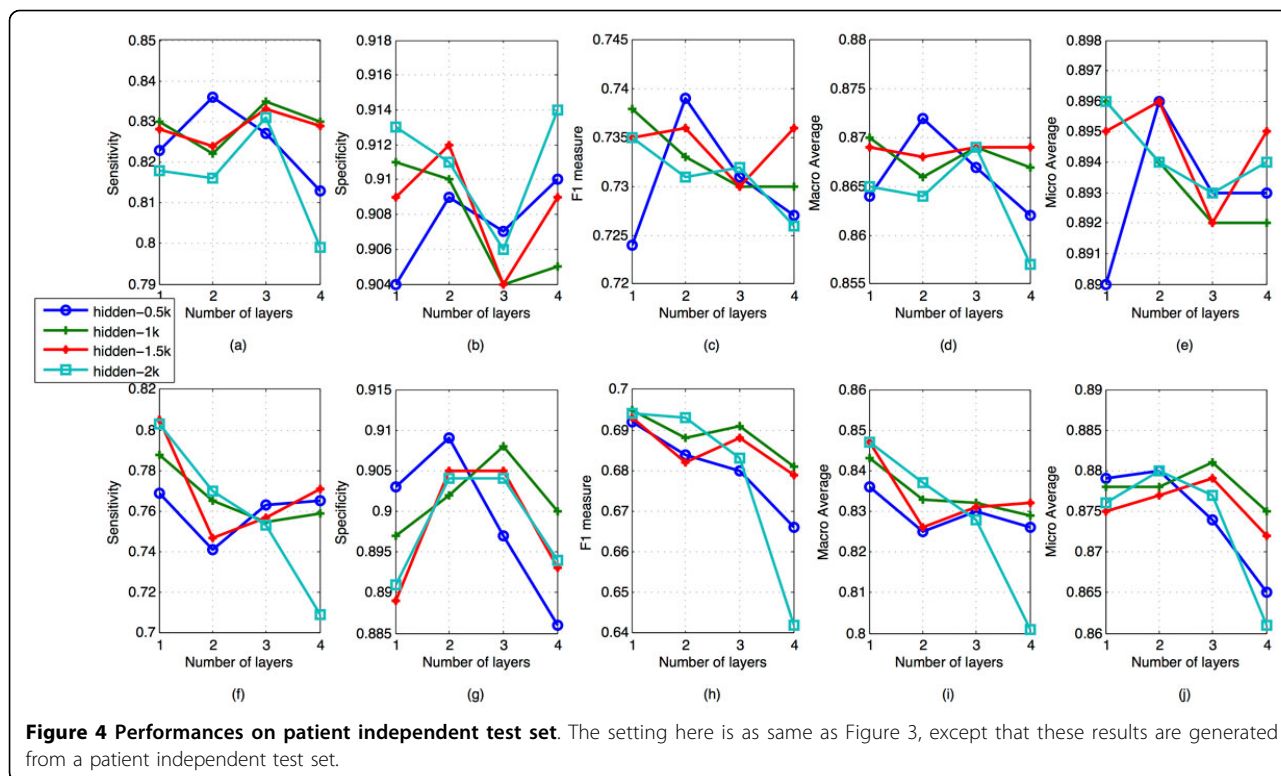 0.85
0.84
0.83
0.82
0.81
0.8
0.79
Sensitivity
1 2 3 4
Number of layers
(a)
0.918
0.916
0.914
0.912
0.91
0.908
0.906
0.904
Specificity
1 2 3 4
Number of layers
(b)
0.745
0.74
0.735
0.73
0.725
0.72
F1 measure
1 2 3 4
Number of layers
(c)
0.88
0.875
0.87
0.865
0.86
0.855
Macro Average
1 2 3 4
Number of layers
(d)
0.898
0.897
0.896
0.895
0.894
0.893
0.892
0.891
0.89
Micro Average
1 2 3 4
Number of layers
(e)
hidden−0.5k
hidden−1k
hidden−1.5k
hidden−2k
0.82
0.8
0.78
0.76
0.74
0.72
0.7
Sensitivity
1 2 3 4
Number of layers
(f)
0.915
0.91
0.905
0.9
0.895
0.89
0.885
Specificity
1 2 3 4
Number of layers
(g)
0.7
0.69
0.68
0.67
0.66
0.65
0.64
F1 measure
1 2 3 4
Number of layers
(h)
0.86
0.85
0.84
0.83
0.82
0.81
0.8
Macro Average
1 2 3 4
Number of layers
(i)
0.89
0.885
0.88
0.875
0.87
0.865
0.86
Micro Average
1 2 3 4
Number of layers
(j)
Figure 4 Performances on patient independent test set. The setting here is as same as Figure 3, except that these results are generated
from a patient independent test set.